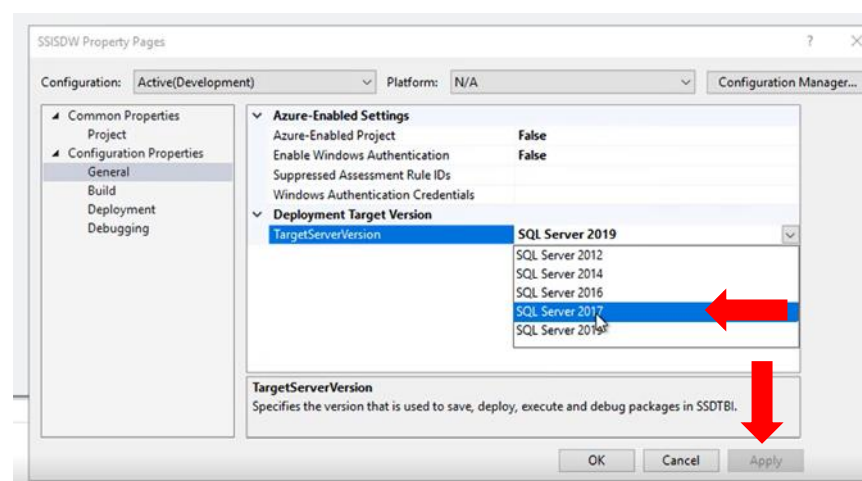 SSISDW Property Pages ?
Configuration: Active(Development) Platform: N/A Configuration Manager...
Common Properties
Project
Configuration Properties
General
Build
Deployment
Debugging
Azure-Enabled Settings
Azure-Enabled Project False
Enable Windows Authentication False
Suppressed Assessment Rule IDs
Windows Authentication Credentials
Deployment Target Version
TargetServerVersion SQL Server 2019
SQL Server 2012
SQL Server 2014
SQL Server 2016
SQL Server 2017
SQL Server 2019
TargetServerVersion
Specifies the version that is used to save, deploy, execute and debug packages in SSDTBI.
OK Cancel Apply